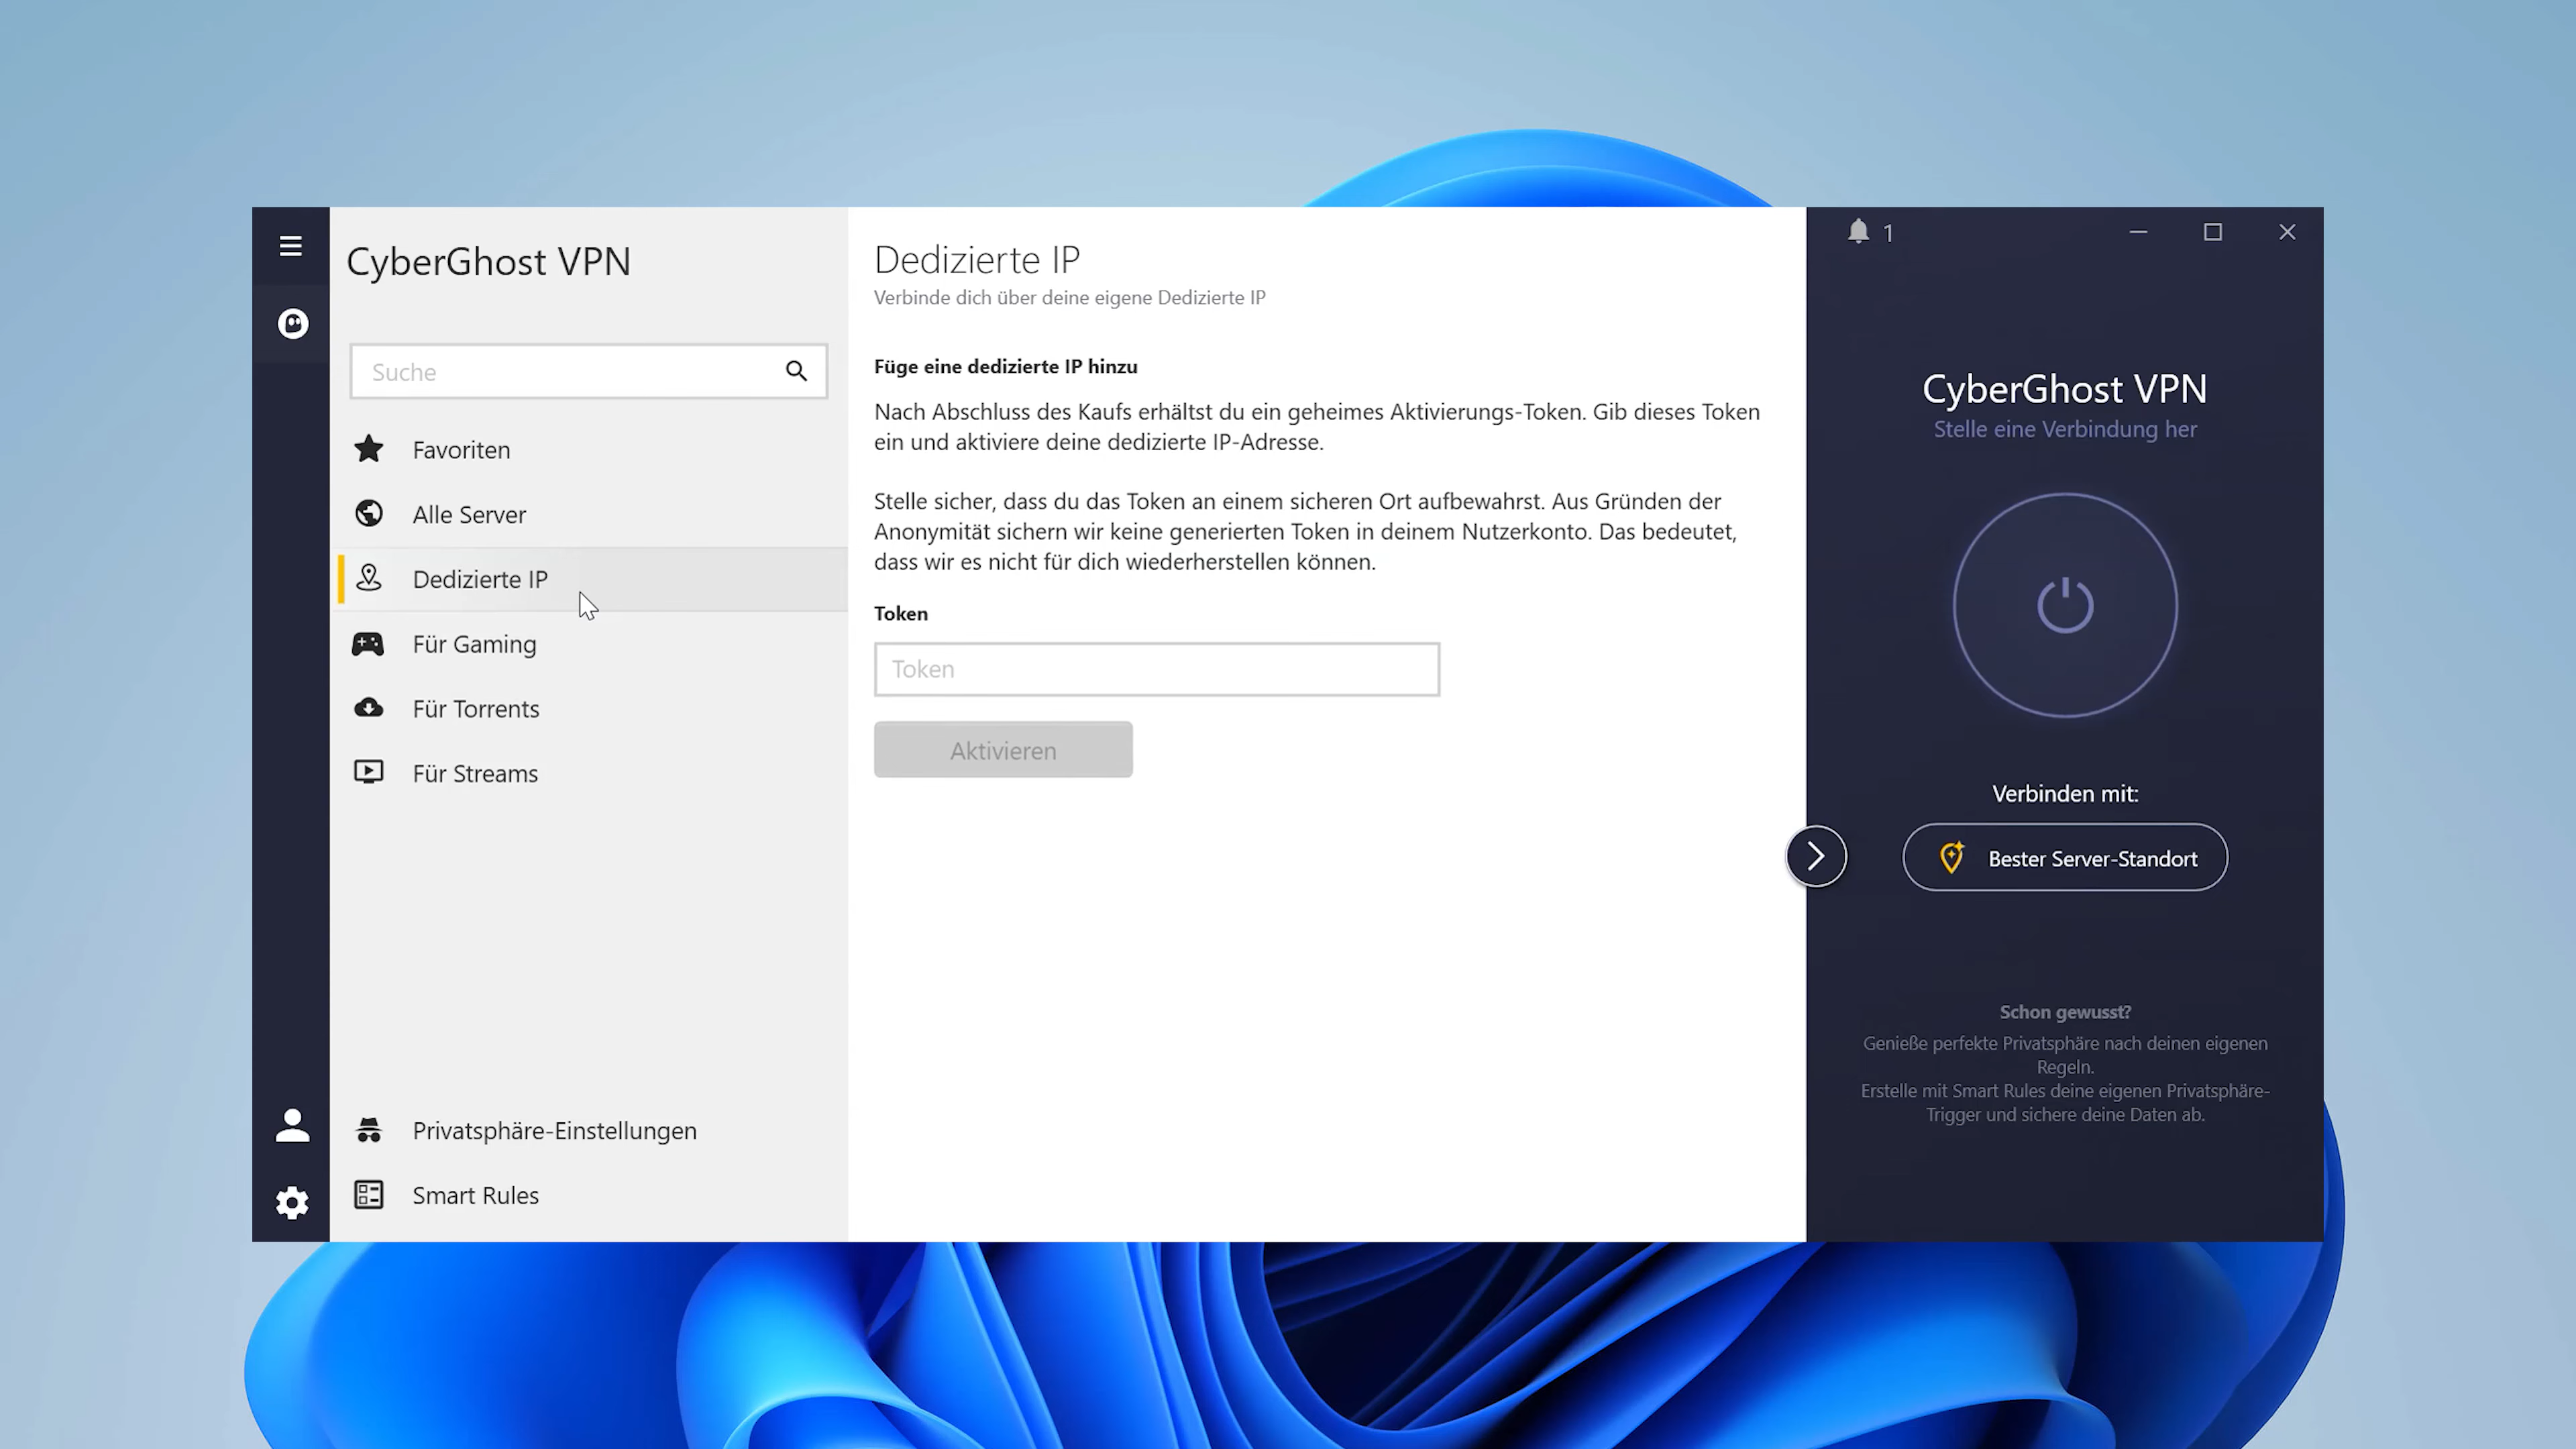 CyberGhost VPN
Suche
Favoriten
Alle Server
Dedizierte IP
Für Gaming
Für Torrents
Für Streams
Privatsphäre-Einstellungen
Smart Rules
Dedizierte IP
Verbinde dich über deine eigene Dedizierte IP
Füge eine dedizierte IP hinzu
Nach Abschluss des Kaufs erhältst du ein geheimes Aktivierungs-Token. Gib dieses Token
ein und aktiviere deine dedizierte IP-Adresse.
Stelle sicher, dass du das Token an einem sicheren Ort aufbewahrst. Aus Gründen der
Anonymität sichern wir keine generierten Token in deinem Nutzerkonto. Das bedeutet,
dass wir es nicht für dich wiederherstellen können.
Token
Token
Aktivieren
1
CyberGhost VPN
Stelle eine Verbindung her
Verbinden mit:
Bester Server-Standort
Schon gewusst?
Genieße perfekte Privatsphäre nach deinen eigenen
Regeln.
Erstelle mit Smart Rules deine eigenen Privatsphäre-
Trigger und sichere deine Daten ab.